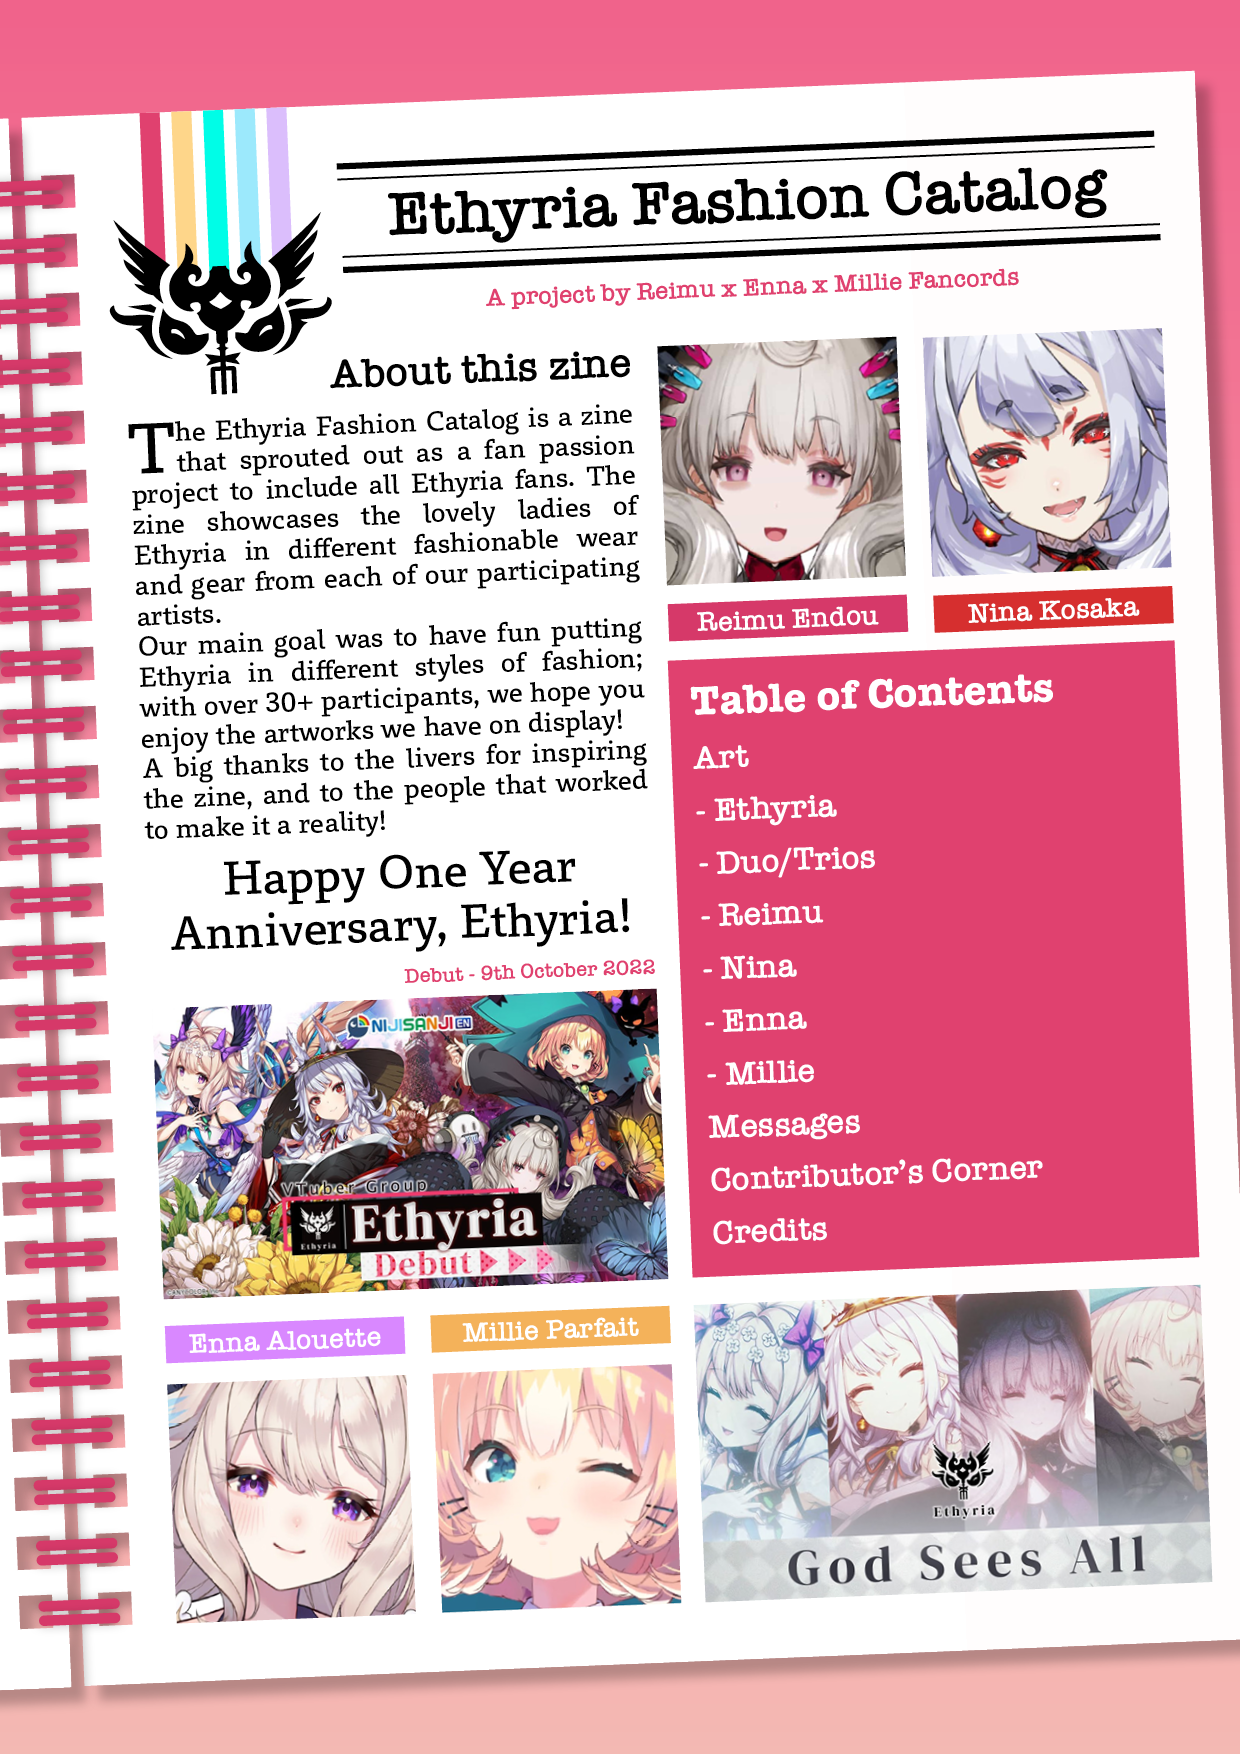 Ethyria Fashion Catalog
A project by Reimu x Enna x Millie Fancords
About this zine
The Ethyria Fashion Catalog is a zine
that sprouted out as a fan passion
project to include all Ethyria fans. The
zine showcases the lovely ladies of
Ethyria in different fashionable wear
and gear from each of our participating
artists.
Our main goal was to have fun putting
Ethyria in different styles of fashion;
with over 30+ participants, we hope you
enjoy the artworks we have on display!
A big thanks to the livers for inspiring
the zine, and to the people that worked
to make it a reality!
Happy One Year
Anniversary, Ethyria!
Debut - 9th October 2022
NIJISANJI EN
VTuber Group
Ethyria
Ethyria
Debut
Enna Alouette
Millie Parfait
Reimu Endou
Nina Kosaka
Table of Contents
Art
- Ethyria
- Duo/Trios
- Reimu
- Nina
- Enna
- Millie
Messages
Contributor's Corner
Credits
Ethyria
God Sees All